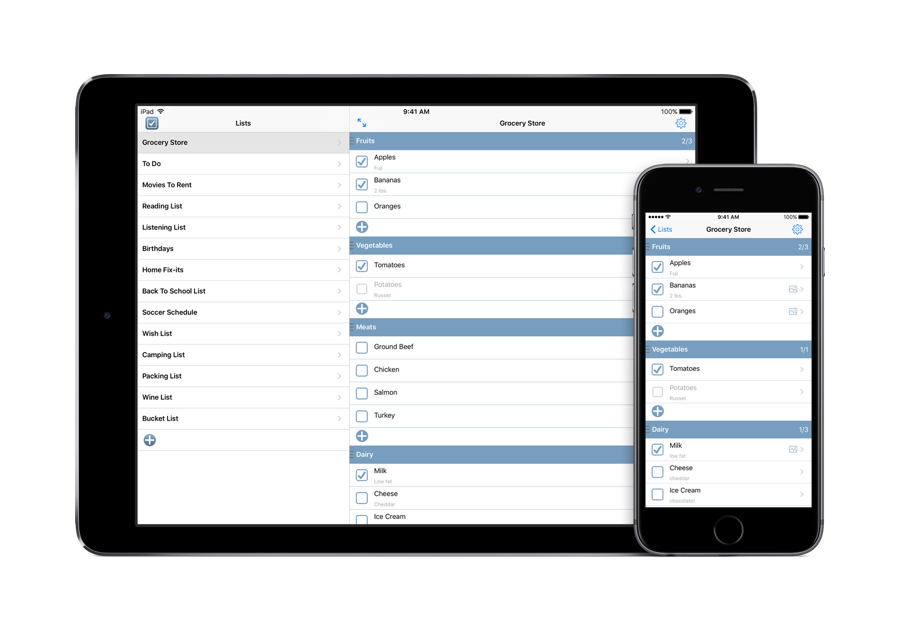 iPad 9:41 AM 100%
Lists
Grocery Store
Grocery Store
To Do
Movies To Rent
Reading List
Listening List
Birthdays
Home Fix-its
Back To School List
Soccer Schedule
Wish List
Camping List
Packing List
Wine List
Bucket List
Fruits 2/3
Apples
Fuji
Bananas
2 lbs.
Oranges
Vegetables
Tomatoes
Potatoes
Russet
Meats
Ground Beef
Chicken
Salmon
Turkey
Dairy
Milk
Low fat
Cheese
Cheddar
Ice Cream
9:41 AM 100%
Lists Grocery Store
Fruits 2/3
Apples
Fuji
Bananas
2 lbs.
Oranges
Vegetables 1/1
Tomatoes
Potatoes
Russet
Dairy 1/3
Milk
low fat
Cheese
cheddar
Ice Cream
chocolate!